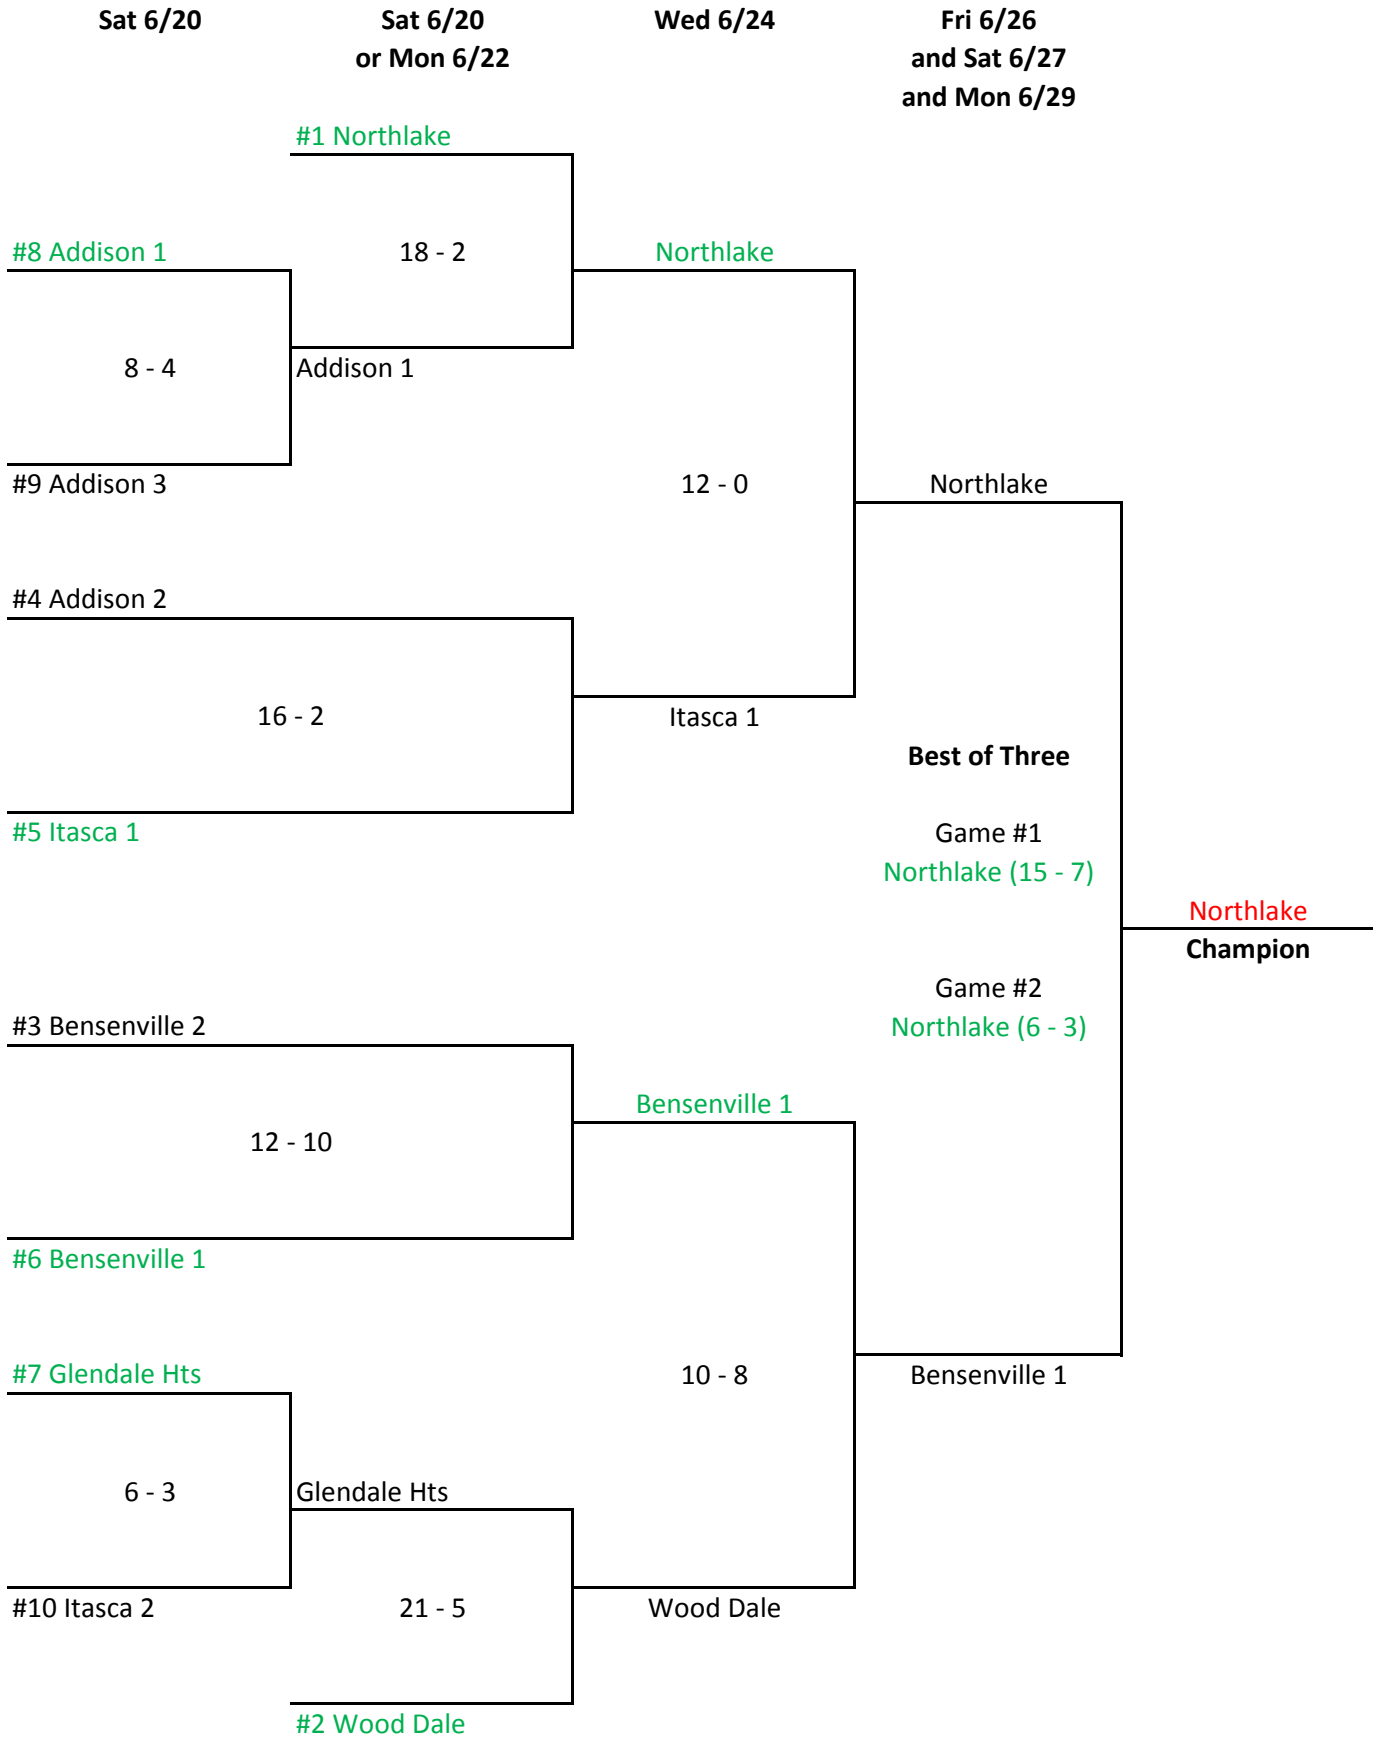 Sat 6/20
Sat 6/20
or Mon 6/22
Wed 6/24
Fri 6/26
and Sat 6/27
and Mon 6/29
#1 Northlake
#8 Addison 1
18 - 2
Northlake
8 - 4
Addison 1
#9 Addison 3
12 - 0
Northlake
#4 Addison 2
16 - 2
Itasca 1
Best of Three
#5 Itasca 1
Game #1
Northlake (15 - 7)
Northlake
Champion
Game #2
#3 Bensenville 2
Northlake (6 - 3)
Bensenville 1
12 - 10
#6 Bensenville 1
#7 Glendale Hts
10 - 8
Bensenville 1
6 - 3
Glendale Hts
#10 Itasca 2
21 - 5
Wood Dale
#2 Wood Dale